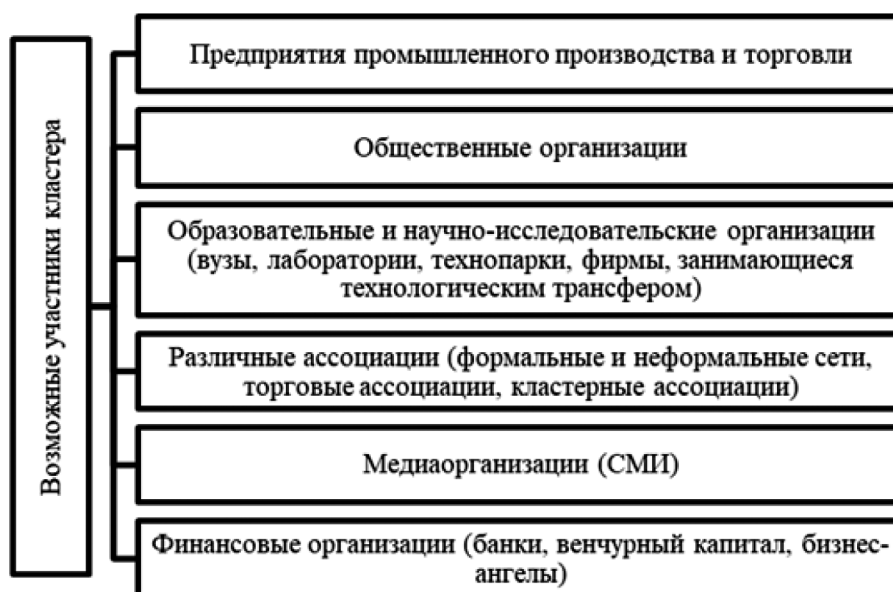 Возможные участники кластера
Предприятия промышленного производства и торговли
Общественные организации
Образовательные и научно-исследовательские организации
(вузы, лаборатории, технопарки, фирмы, занимающиеся
технологическим трансфером)
Различные ассоциации (формальные и неформальные сети,
торговые ассоциации, кластерные ассоциации)
Медиаорганизации (СМИ)
Финансовые организации (банки, венчурный капитал, бизнес-
ангелы)